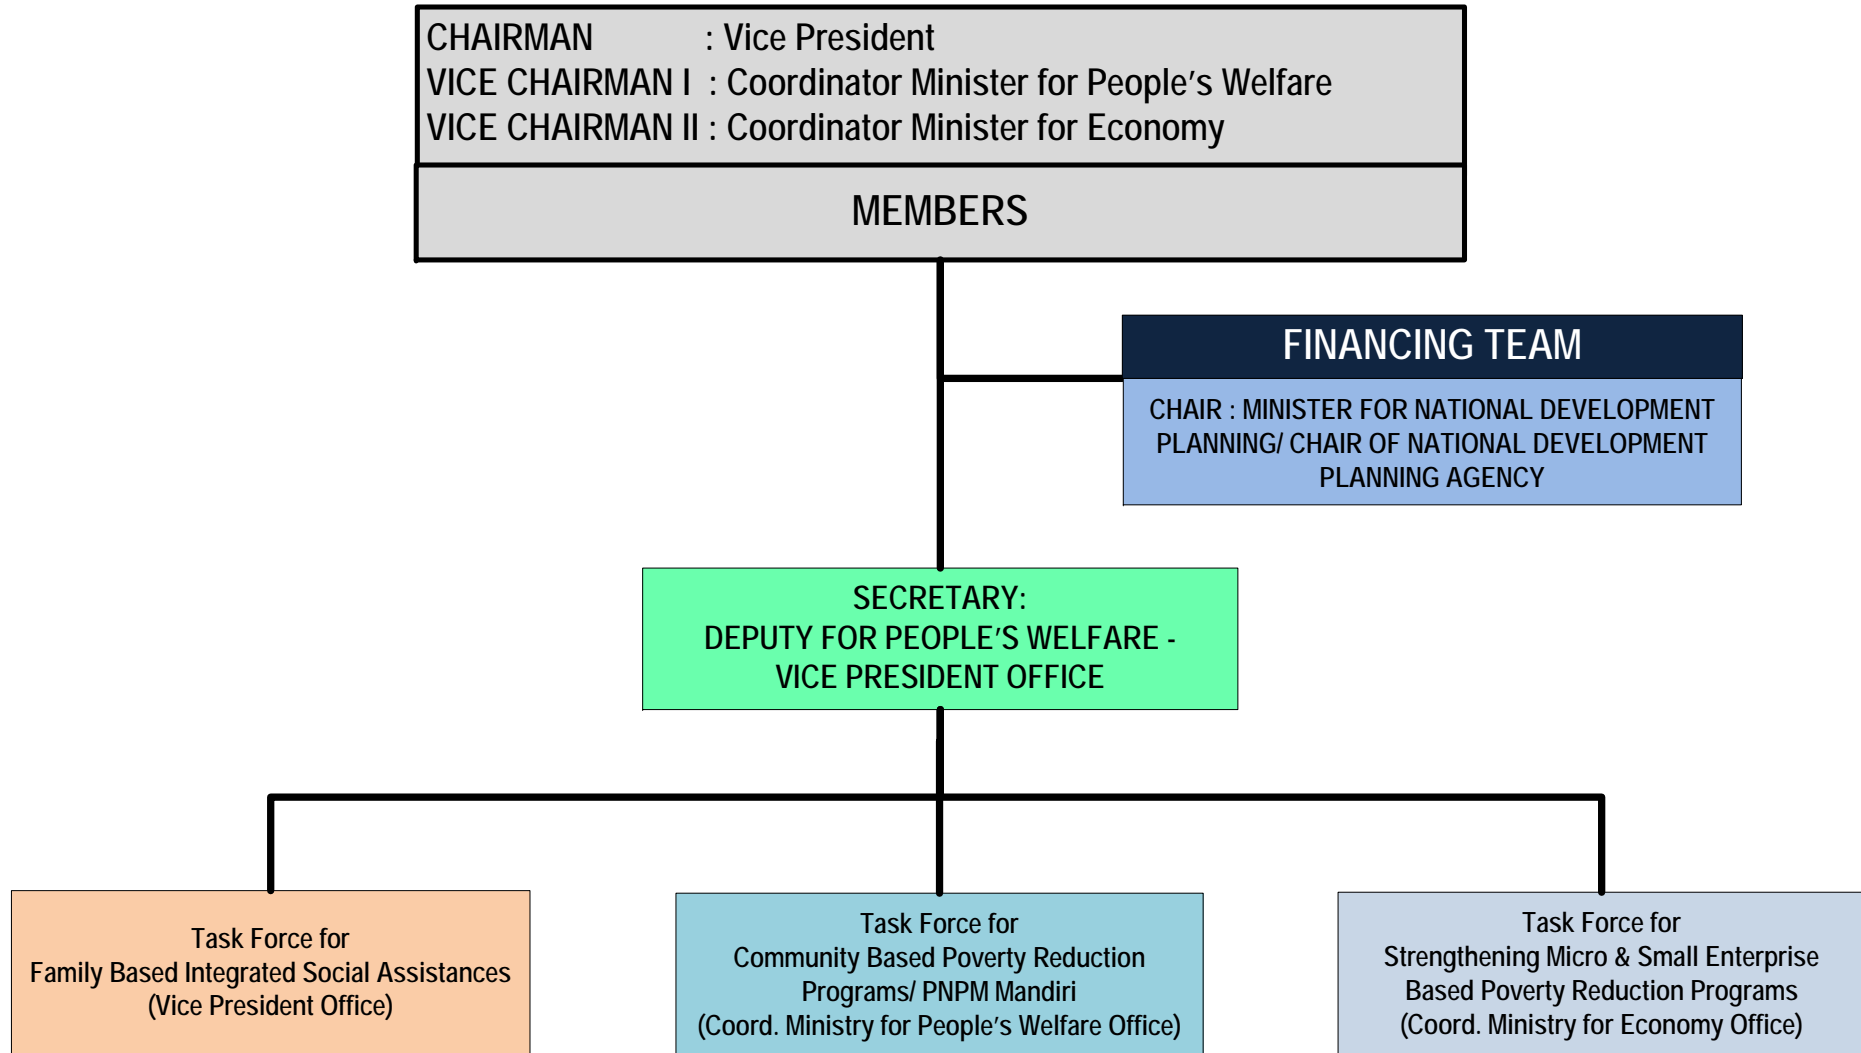 CHAIRMAN : Vice President
VICE CHAIRMAN I : Coordinator Minister for People’s Welfare
VICE CHAIRMAN II : Coordinator Minister for Economy
MEMBERS
FINANCING TEAM
CHAIR : MINISTER FOR NATIONAL DEVELOPMENT
PLANNING/ CHAIR OF NATIONAL DEVELOPMENT
PLANNING AGENCY
SECRETARY:
DEPUTY FOR PEOPLE’S WELFARE -
VICE PRESIDENT OFFICE
Task Force for
Family Based Integrated Social Assistances
(Vice President Office)
Task Force for
Community Based Poverty Reduction
Programs/ PNPM Mandiri
(Coord. Ministry for People’s Welfare Office)
Task Force for
Strengthening Micro & Small Enterprise
Based Poverty Reduction Programs
(Coord. Ministry for Economy Office)